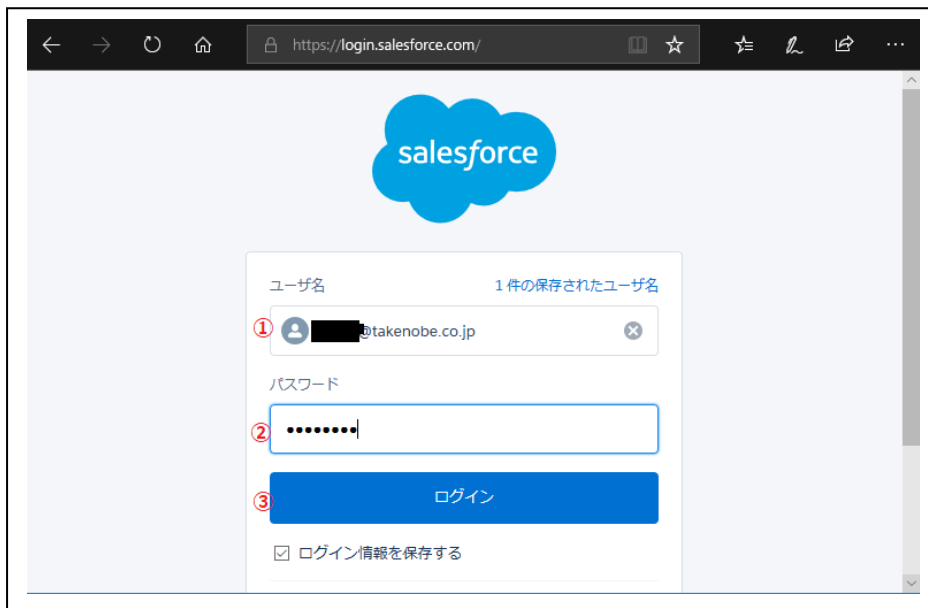 https://login.salesforce.com/
salesforce
ユーザ名 1 件の保存されたユーザ名
① @takenobe.co.jp
パスワード
② ••••••••
③ ログイン
ログイン情報を保存する